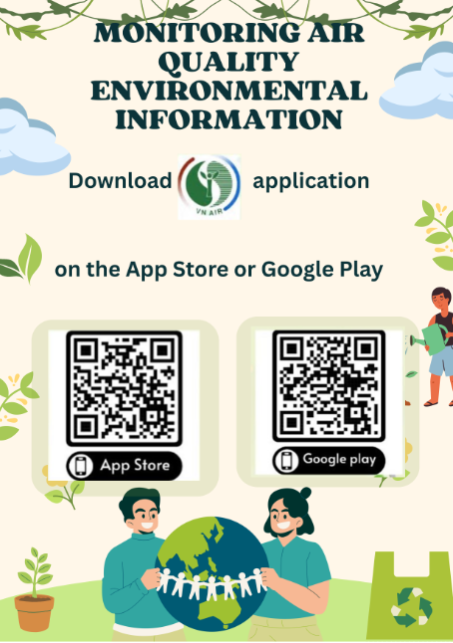 MONITORING AIR
QUALITY
ENVIRONMENTAL
INFORMATION
Download VN AIR application
on the App Store or Google Play
App Store
Google play